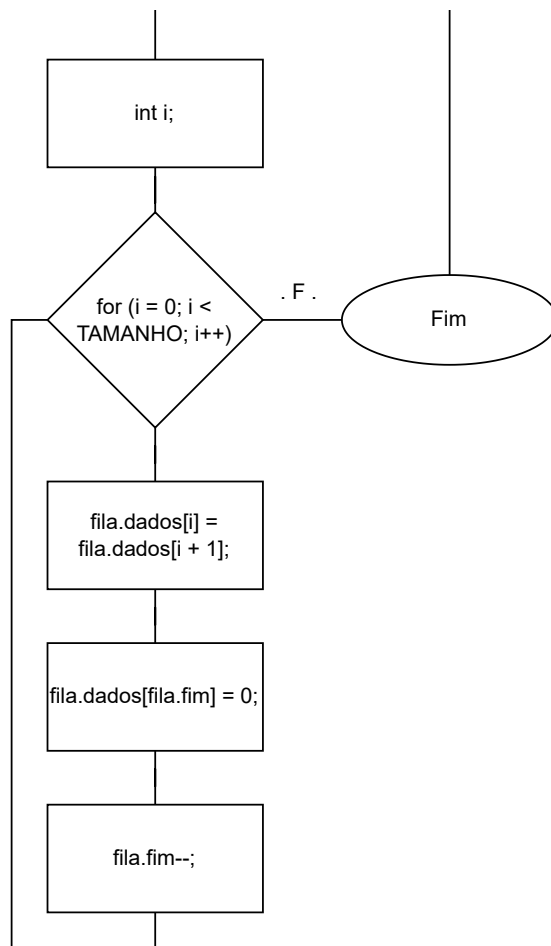 int i;
for (i = 0; i <
TAMANHO; i++)
. F .
Fim
fila.dados[i] =
fila.dados[i + 1];
fila.dados[fila.fim] = 0;
fila.fim--;